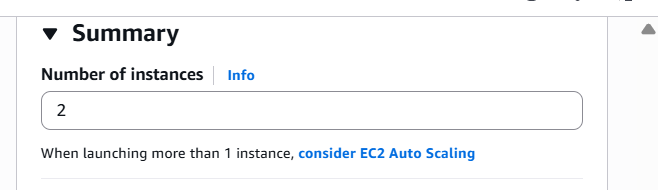 Summary
Number of instances Info
2
When launching more than 1 instance, consider EC2 Auto Scaling